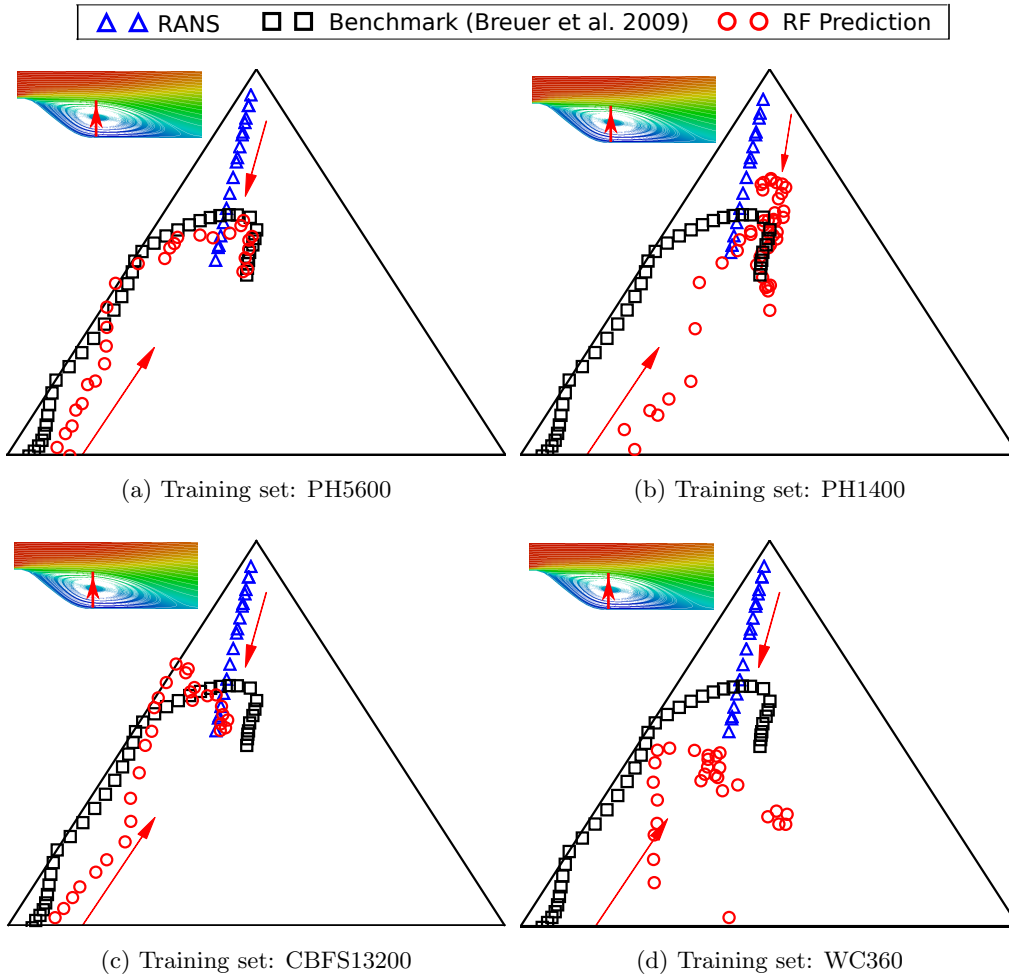 RANS Benchmark (Breuer et al. 2009) RF Prediction
(a) Training set: PH5600
(b) Training set: PH1400
(c) Training set: CBFS13200
(d) Training set: WC360